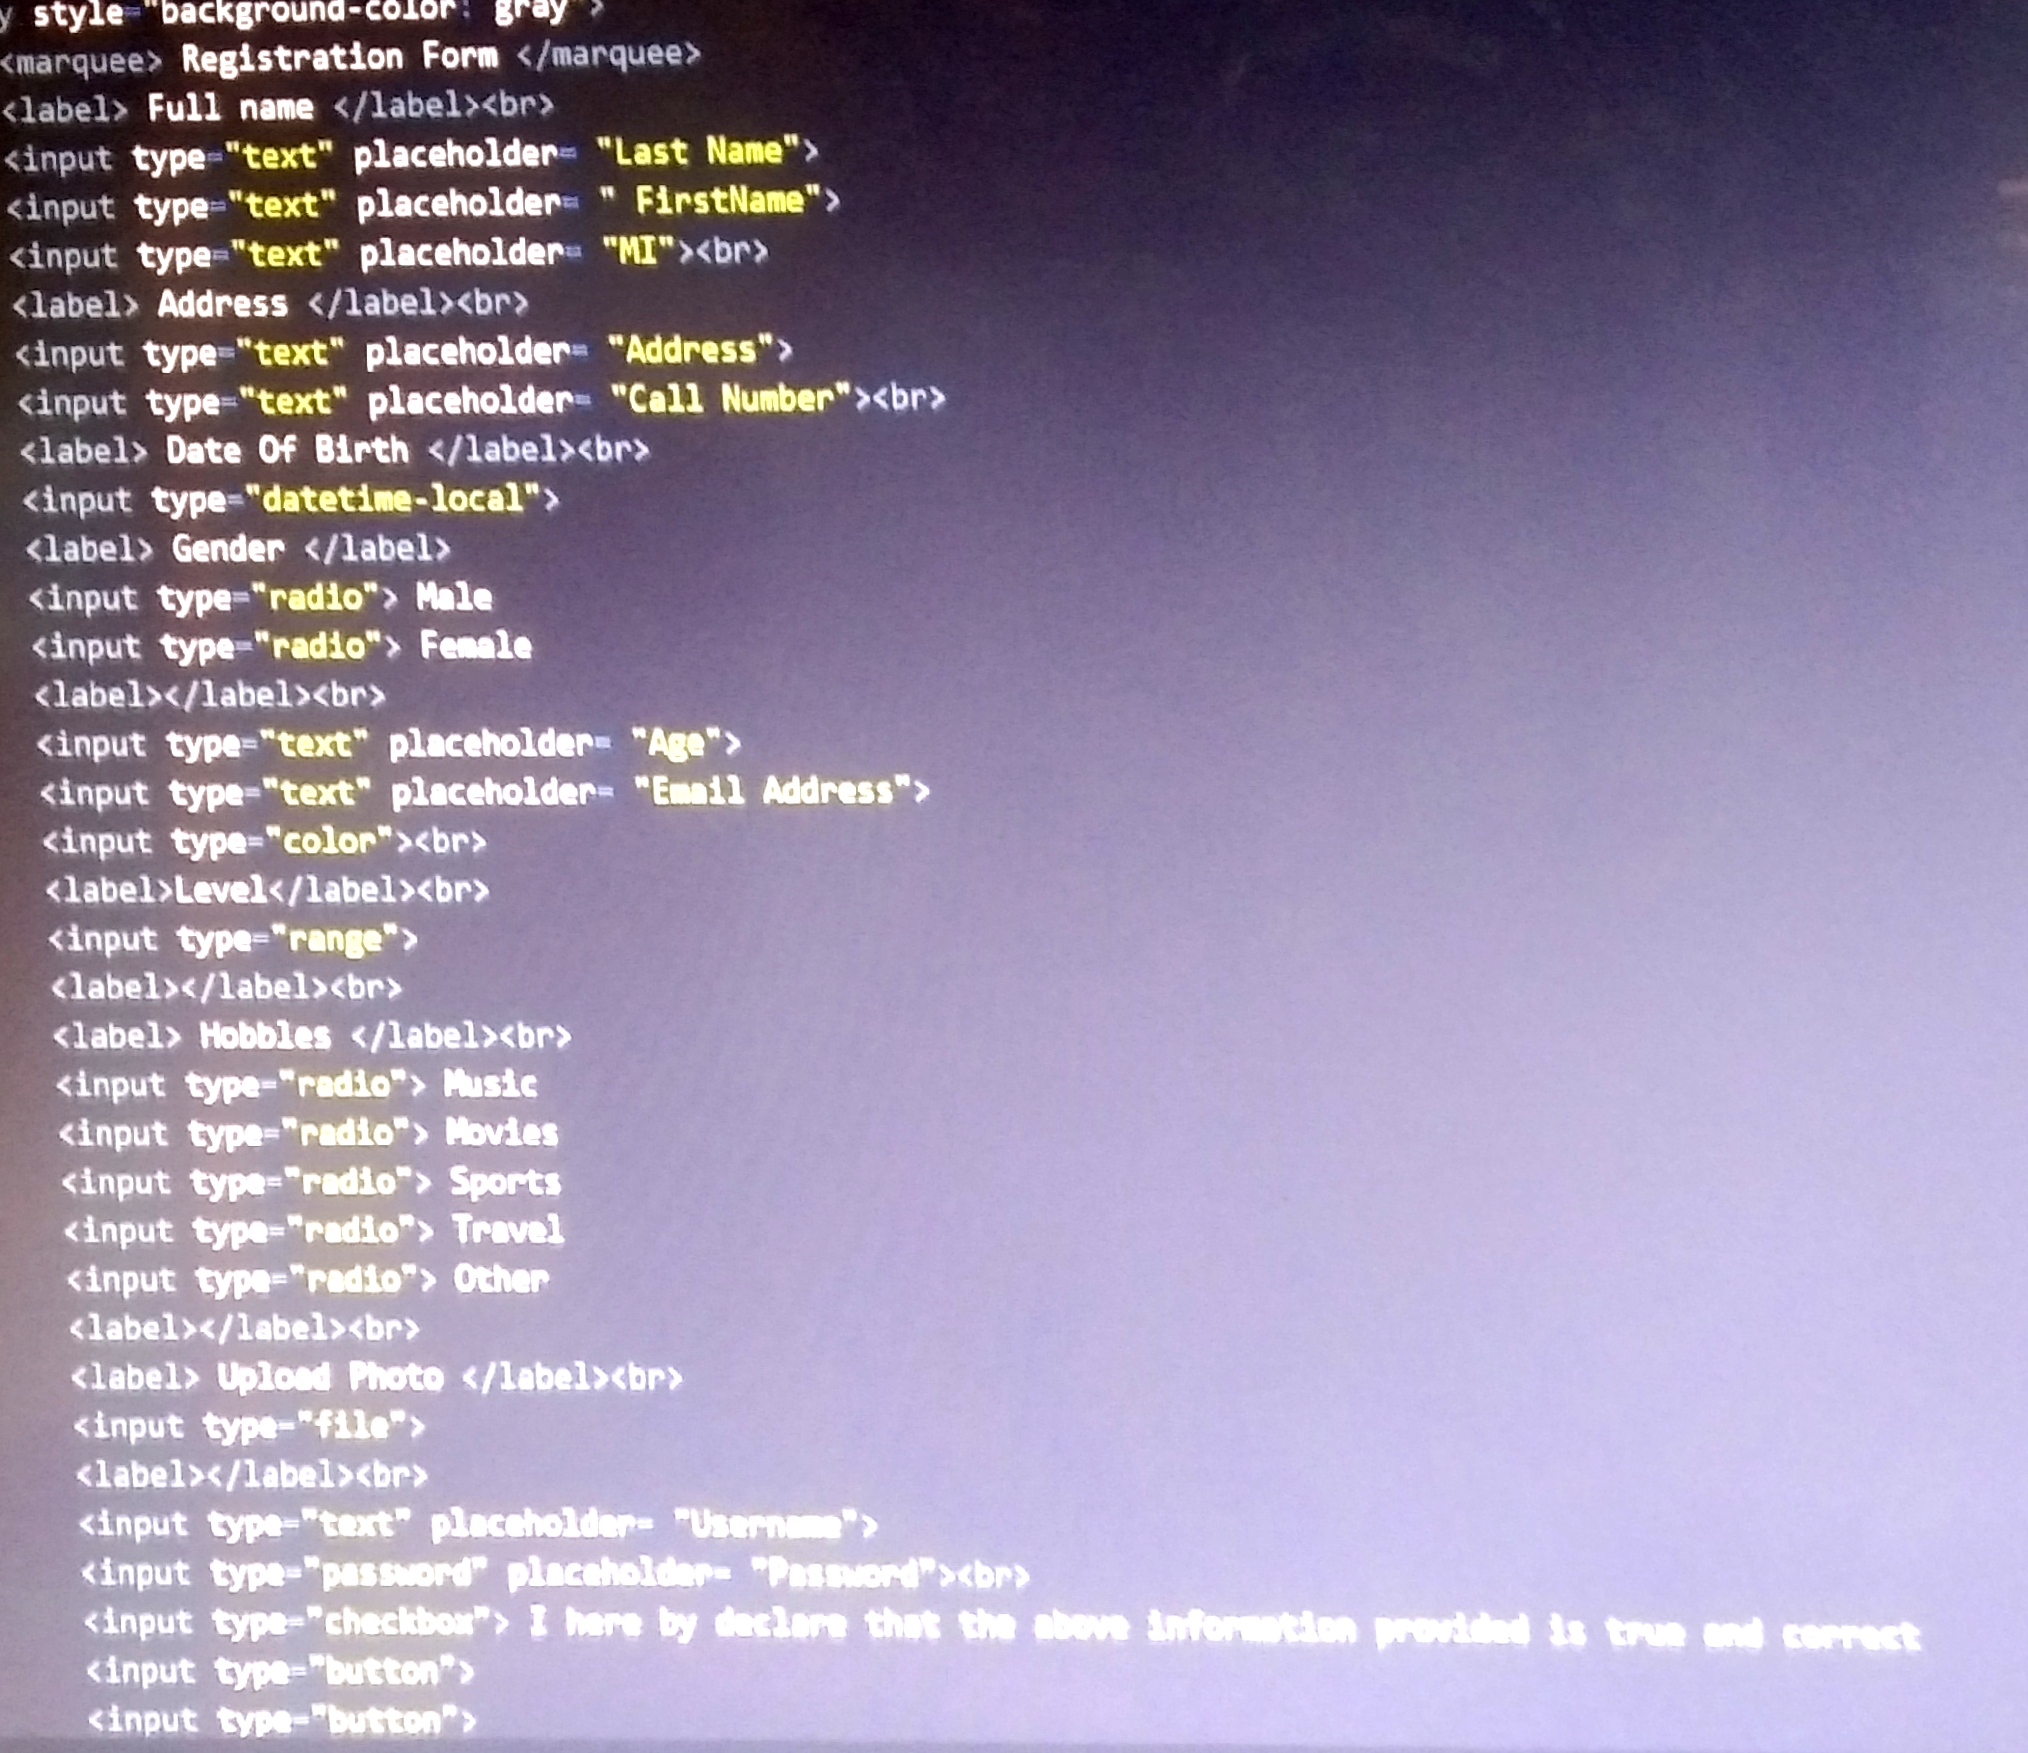 style="background-color: gray">
<marquee> Registration Form </marquee>
<label> Full name </label><br>
<input type="text" placeholder= "Last Name">
<input type="text" placeholder= " FirstName">
<input type="text" placeholder= "MI"><br>
<label> Address </label><br>
<input type="text" placeholder= "Address">
<input type="text" placeholder= "Call Number"><br>
<label> Date Of Birth </label><br>
<input type="datetime-local">
<label> Gender </label>
<input type="radio"> Male
<input type="radio"> Female
<label></label><br>
<input type="text" placeholder= "Age">
<input type="text" placeholder= "Email Address">
<input type="color"><br>
<label>Level</label><br>
<input type="range">
<label></label><br>
<label> Hobbles </label><br>
<input type="radio"> Music
<input type="radio"> Movies
<input type="radio"> Sports
<input type="radio"> Travel
<input type="radio"> Other
<label></label><br>
<label> Upload Photo </label><br>
<input type="file">
<label></label><br>
<input type="text" placeholder= "Username">
<input type="password" placeholder= "Password"><br>
<input type="checkbox"> I here by declare that the above information provided is true and correct
<input type="button">
<input type="button">